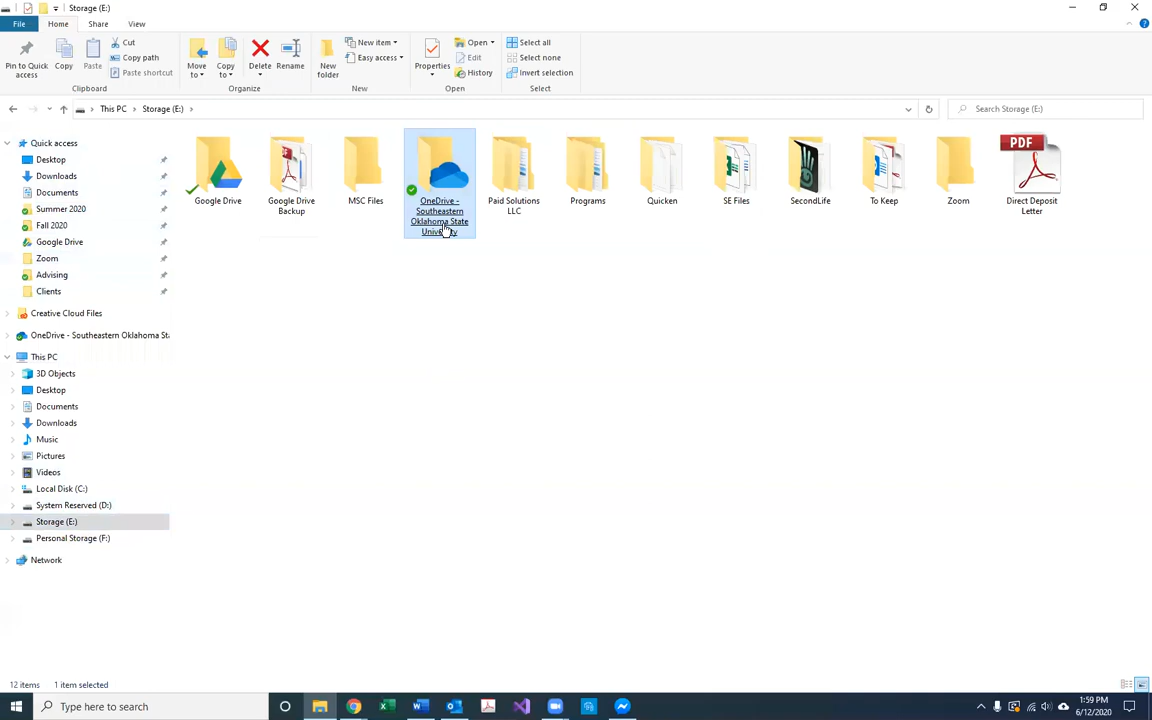 Storage (E:)
File
Home
Share
View
Pin to Quick
access
Copy
Paste
Cut
Copy path
Paste shortcut
Clipboard
Move
to
Copy
to
Delete
Rename
Organize
New
folder
New item
Easy access
New
Properties
Open
Edit
History
Open
Select all
Select none
Invert selection
Select
This PC
Storage (E:)
Search Storage (E:)
Quick access
Desktop
Downloads
Documents
Summer 2020
Fall 2020
Google Drive
Zoom
Advising
Clients
Creative Cloud Files
OneDrive - Southeastern Oklahoma Sta
This PC
3D Objects
Desktop
Documents
Downloads
Music
Pictures
Videos
Local Disk (C:)
System Reserved (D:)
Storage (E:)
Personal Storage (F:)
Network
Google Drive
Google Drive
Backup
MSC Files
OneDrive -
Southeastern
Oklahoma State
University
Paid Solutions
LLC
Programs
Quicken
SE Files
SecondLife
To Keep
Zoom
PDF
Direct Deposit
Letter
12 items
1 item selected
Type here to search
1:59 PM
6/12/2020